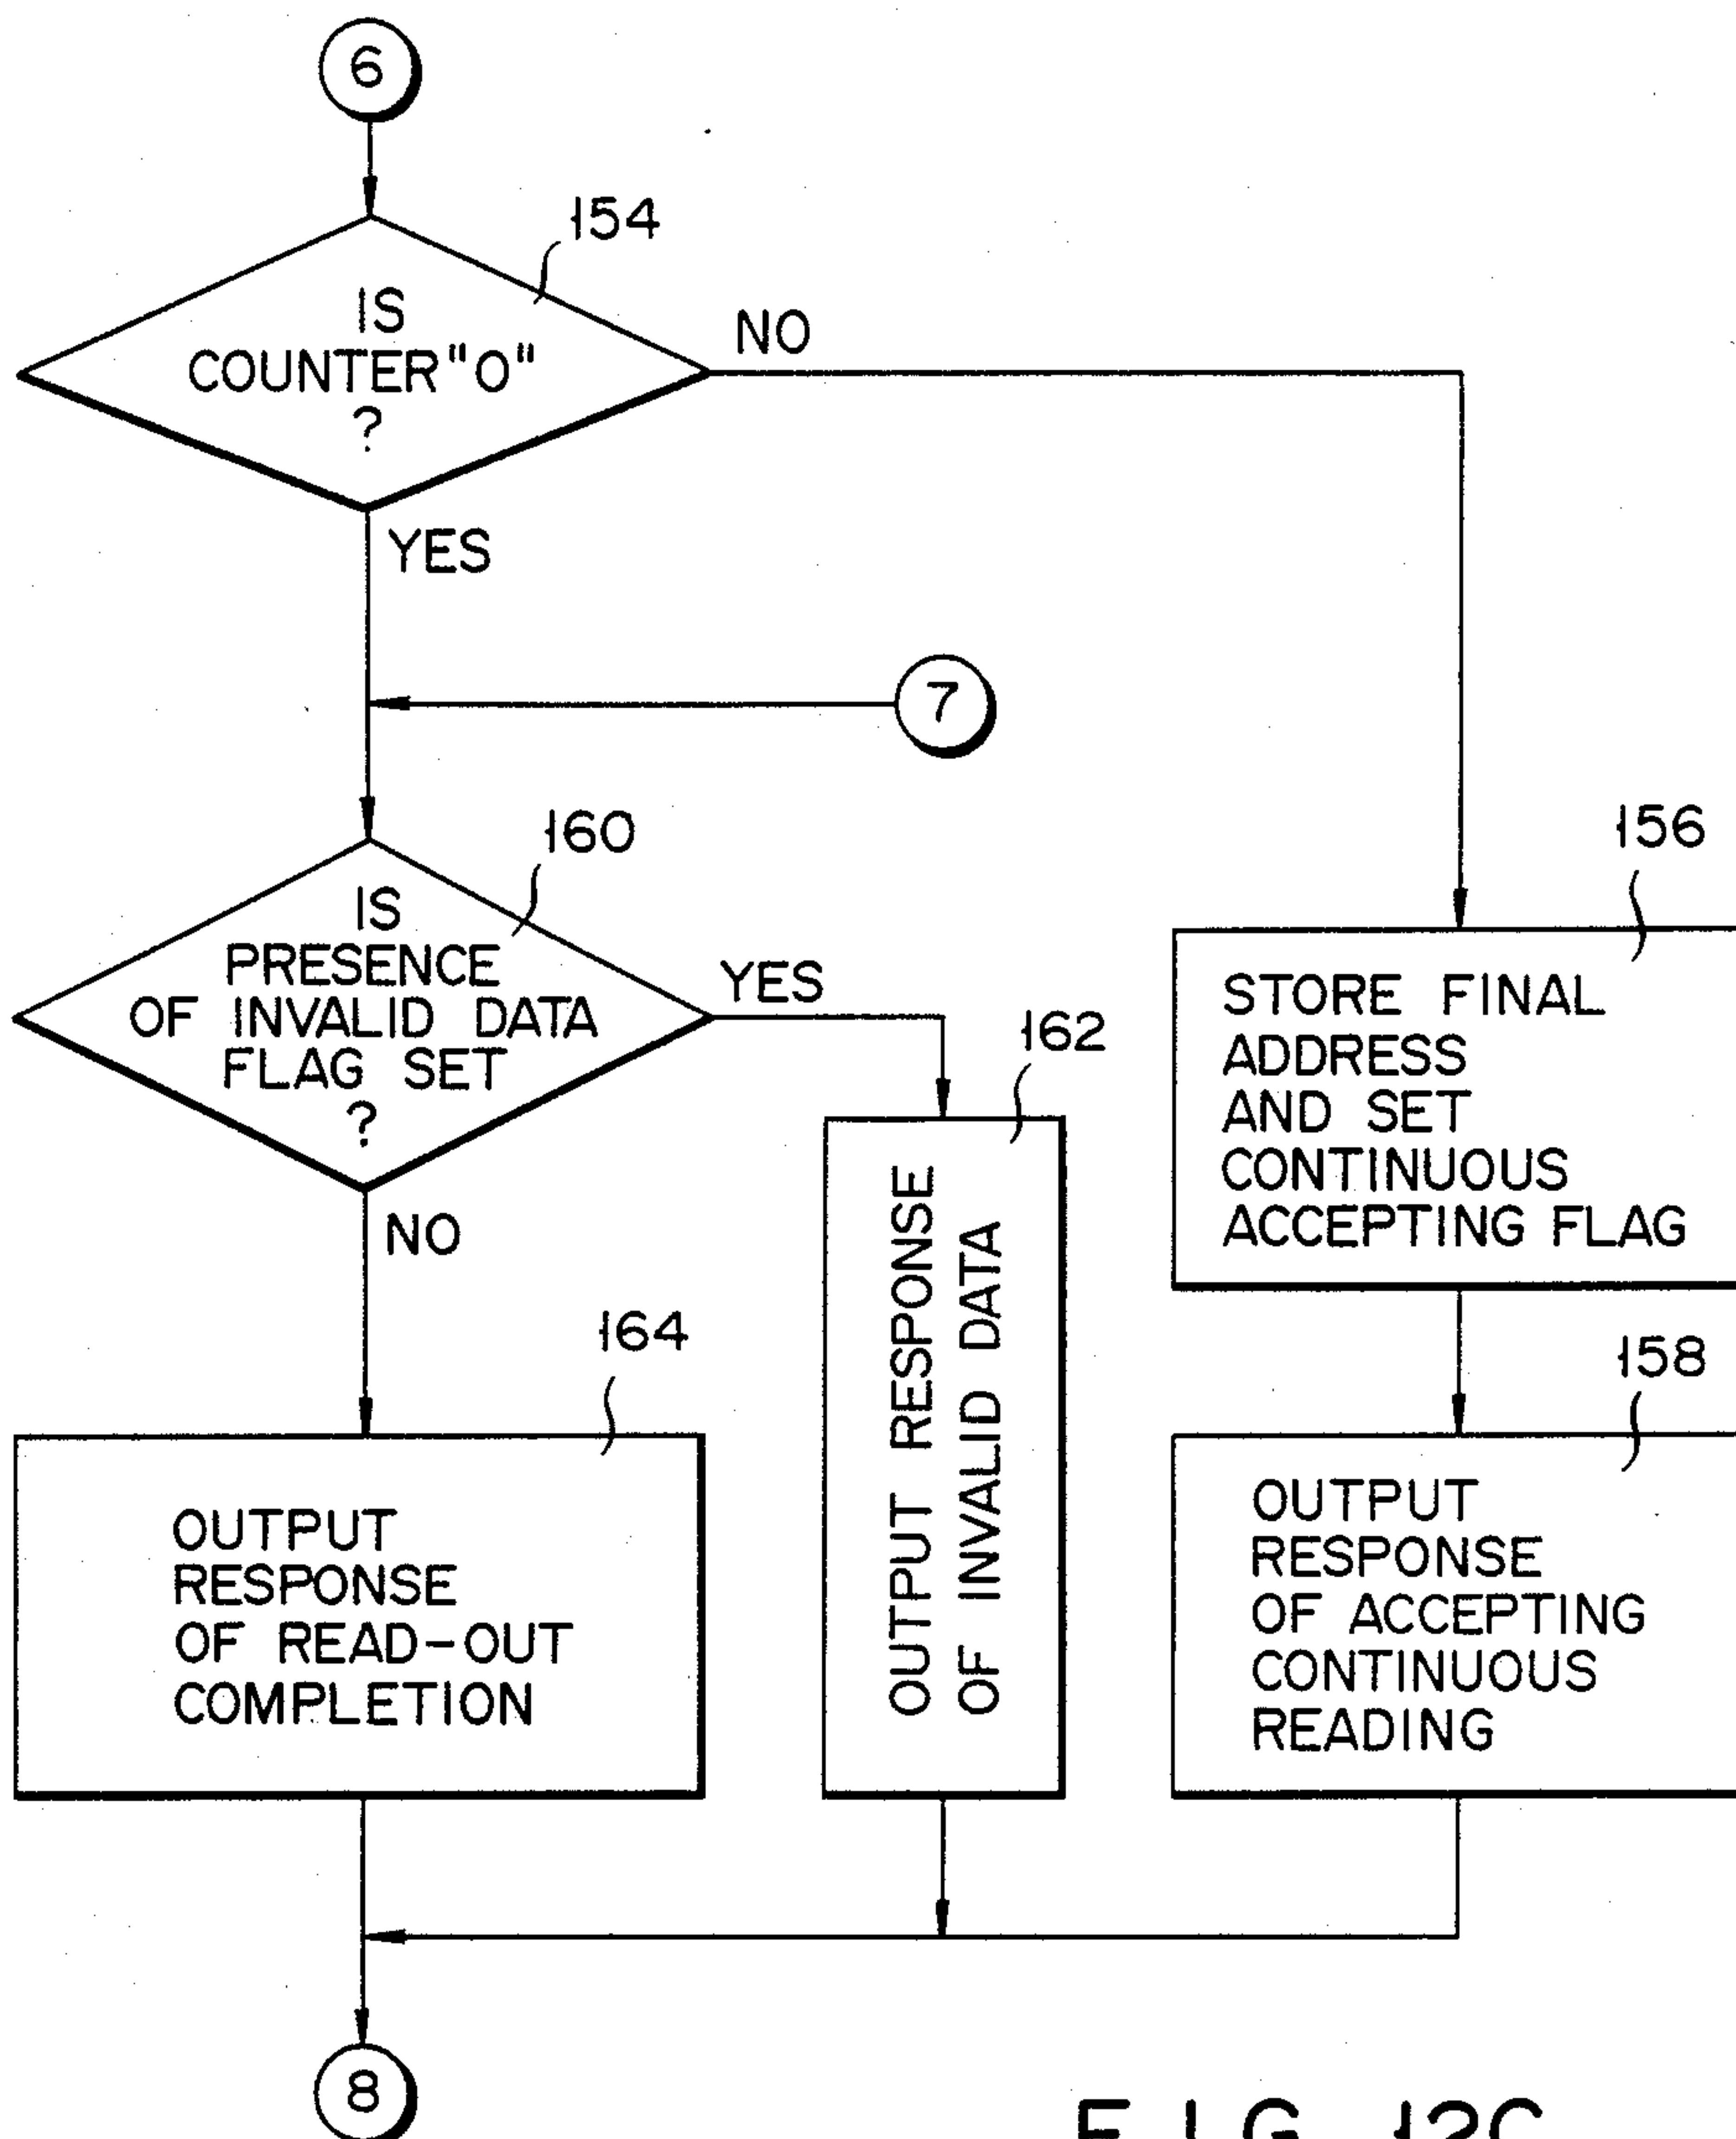 6
154
IS
COUNTER "0"
?
NO
YES
7
160
IS
PRESENCE
OF INVALID DATA
FLAG SET
?
YES
NO
156
STORE FINAL
ADDRESS
AND SET
CONTINUOUS
ACCEPTING FLAG
162
OUTPUT RESPONSE
OF INVALID DATA
164
OUTPUT
RESPONSE
OF READ-OUT
COMPLETION
158
OUTPUT
RESPONSE
OF ACCEPTING
CONTINUOUS
READING
8
FIG. 12C